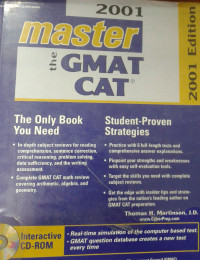 2001
master
the
GMAT
CAT
2001 Edition
The Only Book
You Need
• In-depth subject reviews for reading
comprehension, sentence correction,
critical reasoning, problem solving,
data sufficiency, and the writing
assessment.
• Complete GMAT CAT math review
covering arithmetic, algebra, and
geometry.
Student-Proven
Strategies
• Practice with 6 full-length tests and
comprehensive answer explanations.
• Pinpoint your strengths and weaknesses
with easy self-evaluation tests.
• Target the skills you need with complete
subject reviews.
• Get the edge with insider tips and strate-
gies from the nation's leading author on
GMAT CAT preparation.
Thomas H. Martinson, J.D.
Interactive
CD-ROM
• Real-time simulation of the computer based test
• GMAT question database creates a new test
every time